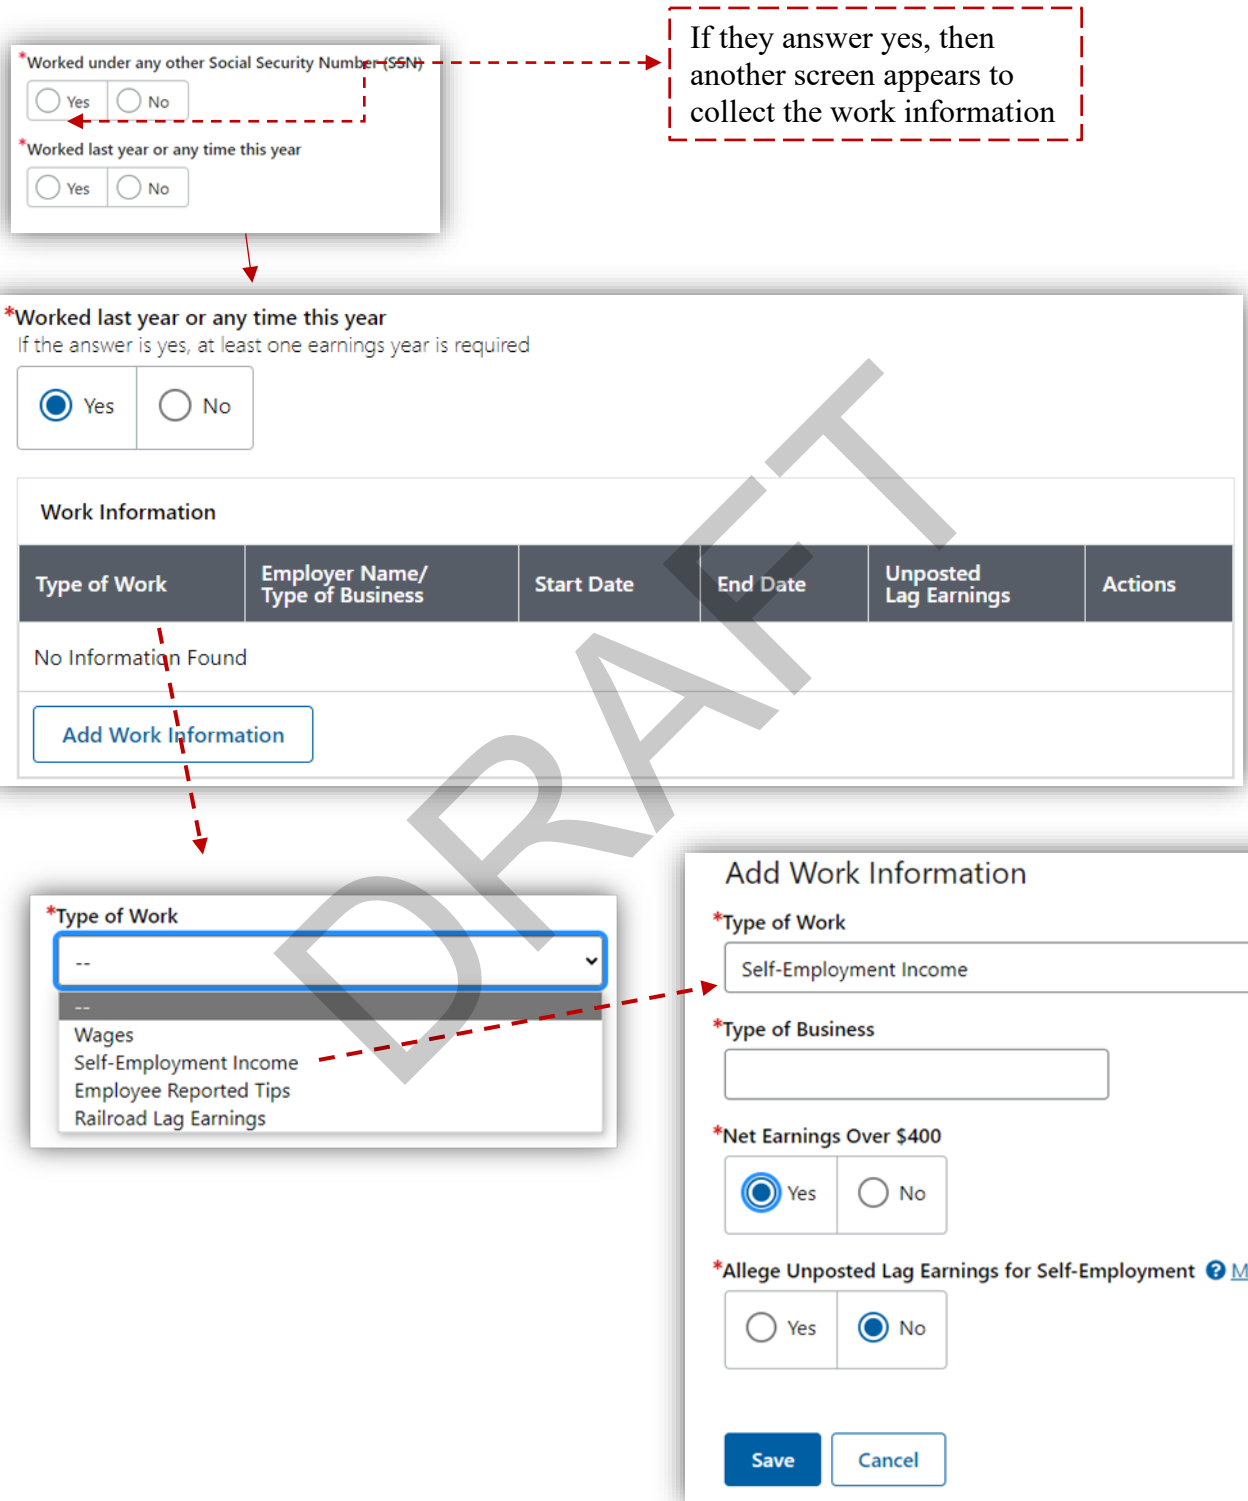 If they answer yes, then
another screen appears to
collect the work information
*Worked under any other Social Security Number (SSN)
Yes No
*Worked last year or any time this year
Yes No
*Worked last year or any time this year
If the answer is yes, at least one earnings year is required
Yes No
Work Information
Type of Work
Employer Name/
Type of Business
Start Date
End Date
Unposted
Lag Earnings
Actions
No Information Found
Add Work Information
DRAFT
*Type of Work
--
--
Wages
Self-Employment Income
Employee Reported Tips
Railroad Lag Earnings
Add Work Information
*Type of Work
Self-Employment Income
*Type of Business
*Net Earnings Over $400
Yes No
*Allege Unposted Lag Earnings for Self-Employment ? M
Yes No
Save Cancel